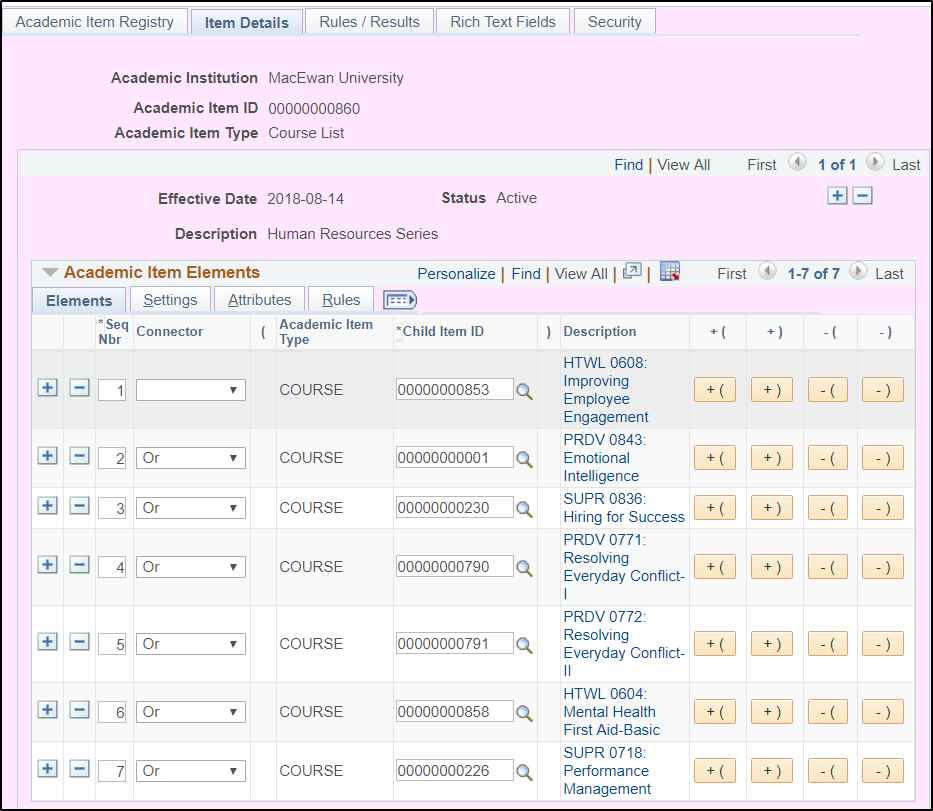 Academic Item Registry Item Details Rules / Results Rich Text Fields Security
Academic Institution MacEwan University
Academic Item ID 00000000860
Academic Item Type Course List
Find | View All First 1 of 1 Last
Effective Date 2018-08-14 Status Active + −
Description Human Resources Series
Academic Item Elements Personalize | Find | View All | | First 1-7 of 7 Last
Elements Settings Attributes Rules
*Seq Nbr Connector ( Academic Item Type *Child Item ID ) Description + ( + ) - ( - )
+ − 1 COURSE 00000000853 HTWL 0608: Improving Employee Engagement + ( + ) - ( - )
+ − 2 Or COURSE 00000000001 PRDV 0843: Emotional Intelligence + ( + ) - ( - )
+ − 3 Or COURSE 00000000230 SUPR 0836: Hiring for Success + ( + ) - ( - )
+ − 4 Or COURSE 00000000790 PRDV 0771: Resolving Everyday Conflict-I + ( + ) - ( - )
+ − 5 Or COURSE 00000000791 PRDV 0772: Resolving Everyday Conflict-II + ( + ) - ( - )
+ − 6 Or COURSE 00000000858 HTWL 0604: Mental Health First Aid-Basic + ( + ) - ( - )
+ − 7 Or COURSE 00000000226 SUPR 0718: Performance Management + ( + ) - ( - )